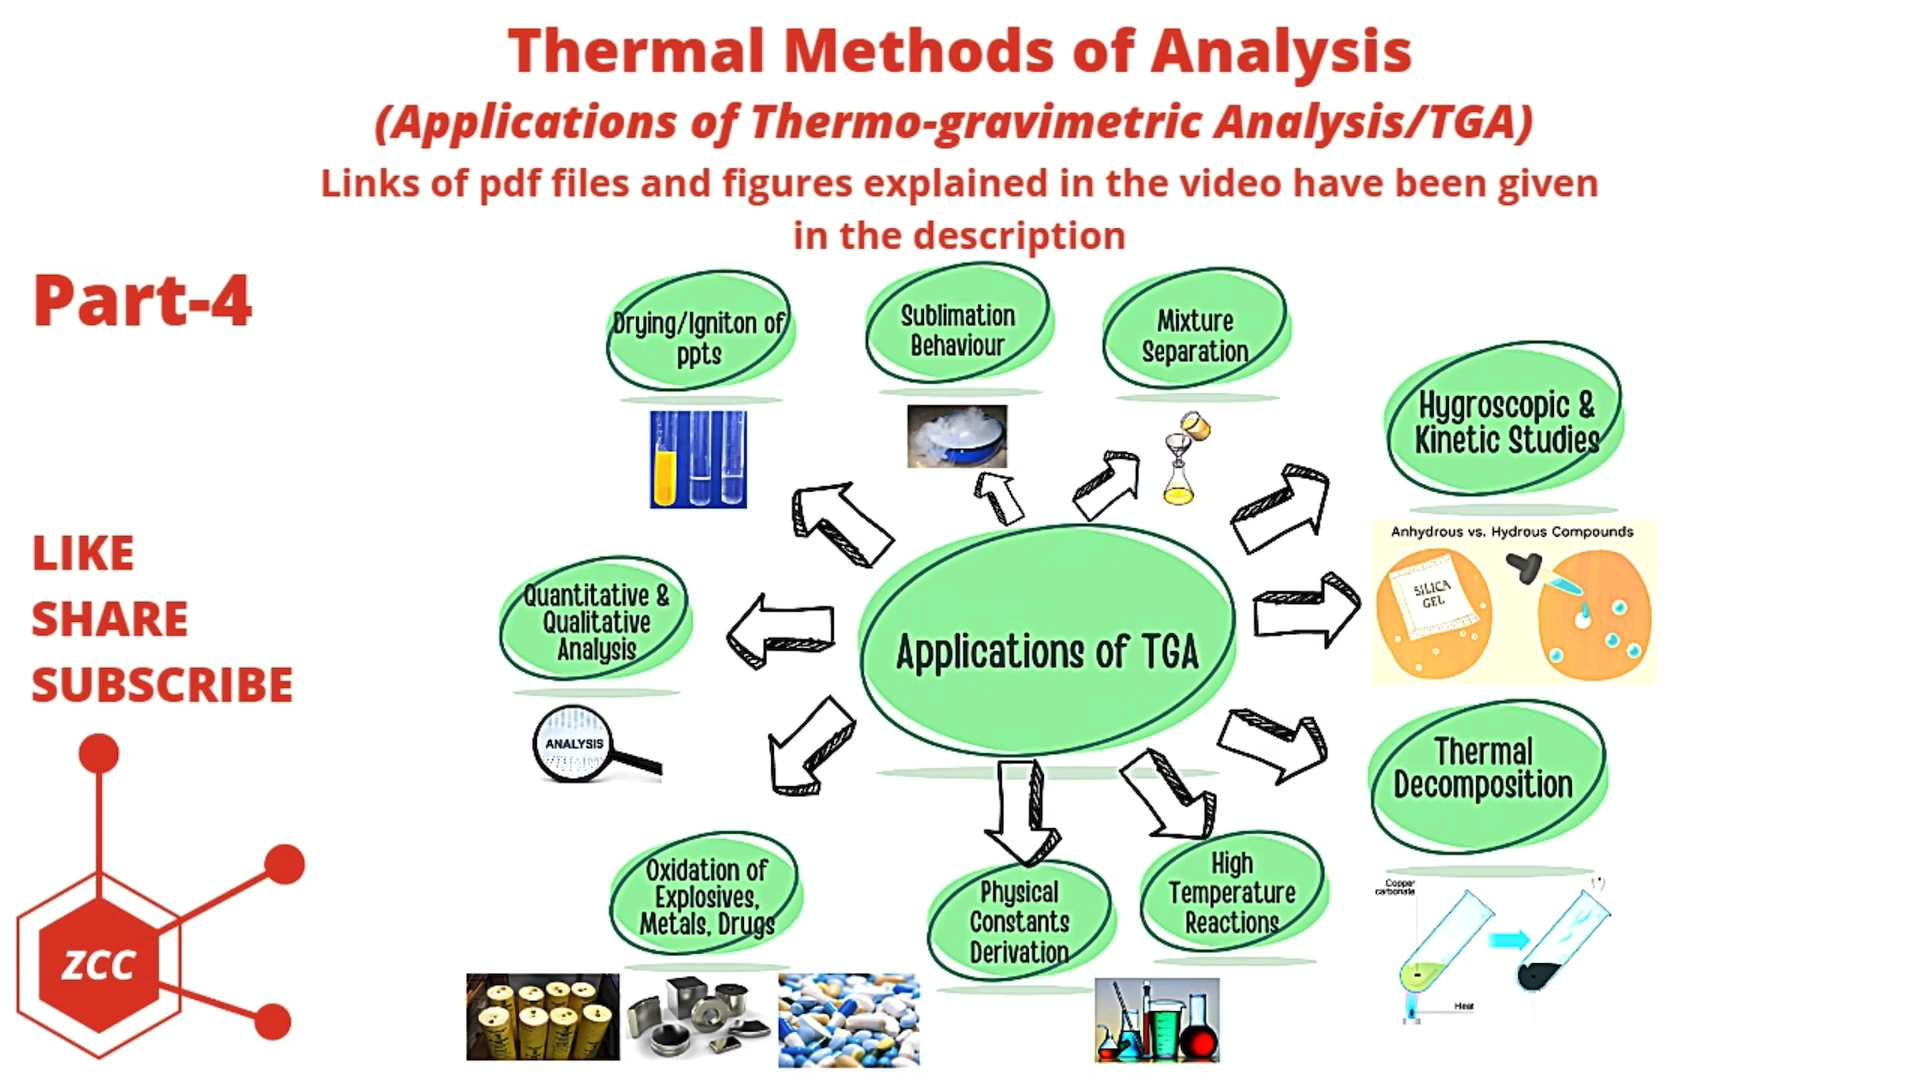 Thermal Methods of Analysis
(Applications of Thermo-gravimetric Analysis/TGA)
Links of pdf files and figures explained in the video have been given
in the description
Part-4
Drying/Igniton of
ppts
Sublimation
Behaviour
Mixture
Separation
Hygroscopic &
Kinetic Studies
Anhydrous vs. Hydrous Compounds
SILICA
GEL
LIKE
SHARE
SUBSCRIBE
Quantitative &
Qualitative
Analysis
ANALYSIS
Applications of TGA
Thermal
Decomposition
Copper
carbonate
Heat
Oxidation of
Explosives,
Metals, Drugs
Physical
Constants
Derivation
High
Temperature
Reactions
ZCC